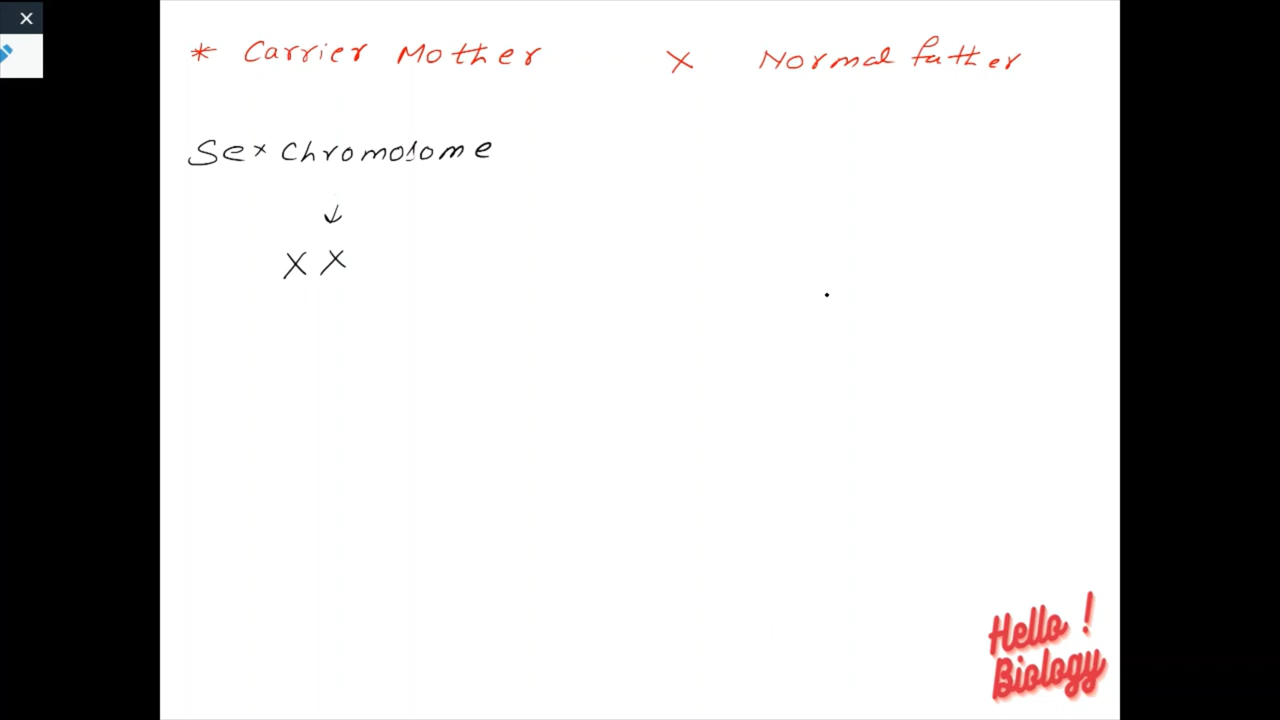 * Carrier Mother X Normal father
Sex Chromosome
↓
X X
Hello !
Biology